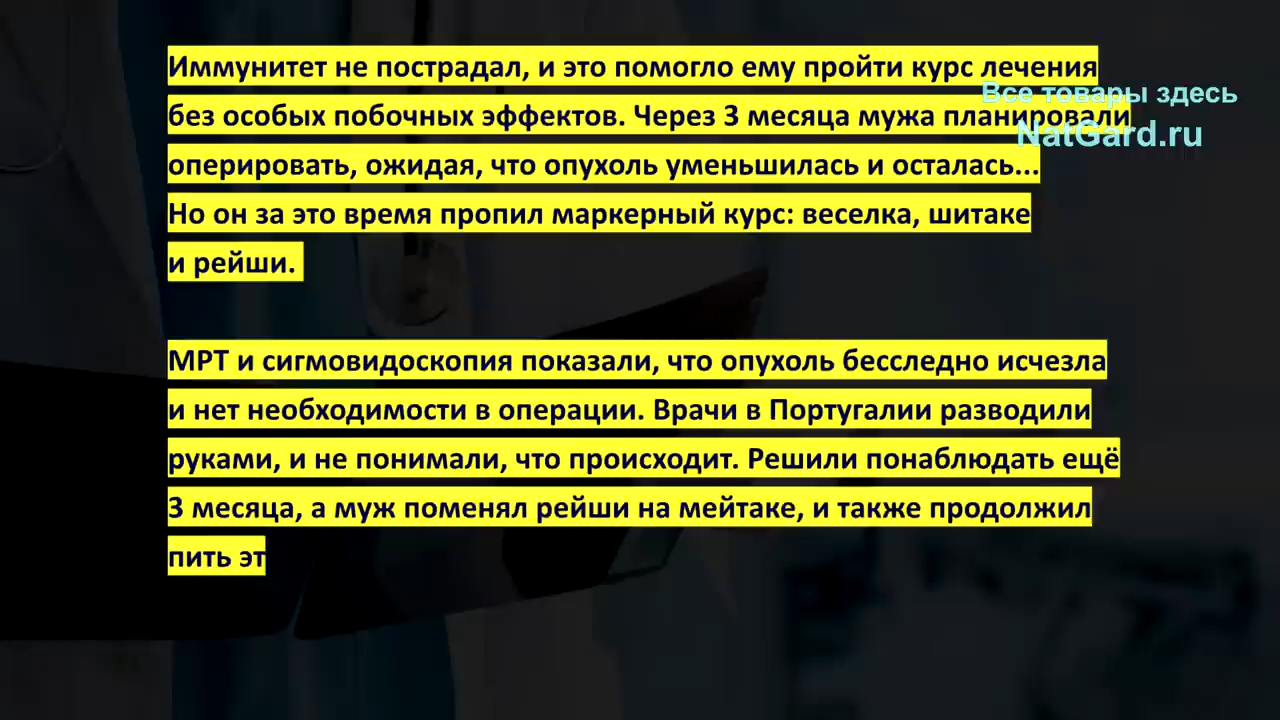 Иммунитет не пострадал, и это помогло ему пройти курс лечения
Все товары здесь
без особых побочных эффектов. Через 3 месяца мужа планировали
NatGard.ru
оперировать, ожидая, что опухоль уменьшилась и осталась...
Но он за это время пропил маркерный курс: веселка, шитаке
и рейши.
МРТ и сигмовидоскопия показали, что опухоль бесследно исчезла
и нет необходимости в операции. Врачи в Португалии разводили
руками, и не понимали, что происходит. Решили понаблюдать ещё
3 месяца, а муж поменял рейши на мейтаке, и также продолжил
пить эт